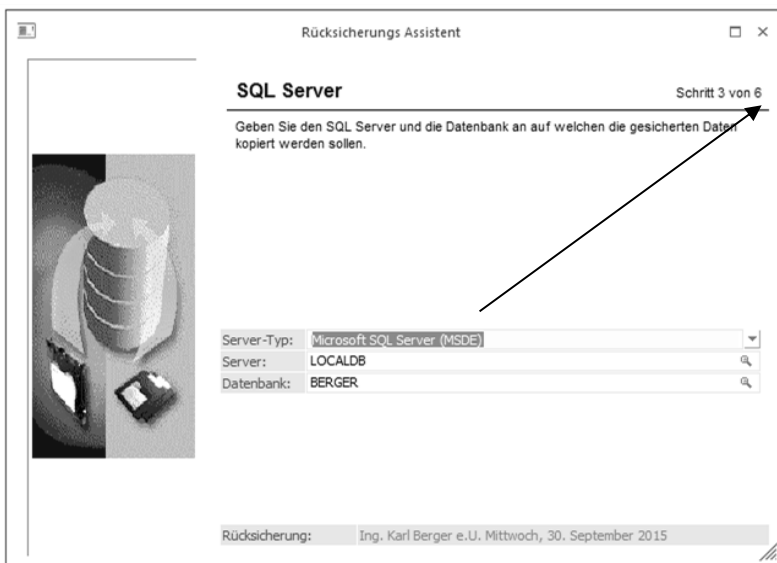 Rücksicherungs Assistent
SQL Server
Schritt 3 von 6
Geben Sie den SQL Server und die Datenbank an auf welchen die gesicherten Daten
kopiert werden sollen.
Server-Typ: Microsoft SQL Server (MSDE)
Server: LOCALDB
Datenbank: BERGER
Rücksicherung: Ing. Karl Berger e.U. Mittwoch, 30. September 2015